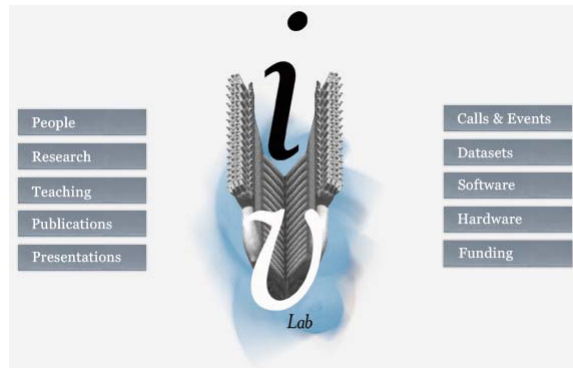 i
v
Lab
People
Research
Teaching
Publications
Presentations
Calls & Events
Datasets
Software
Hardware
Funding